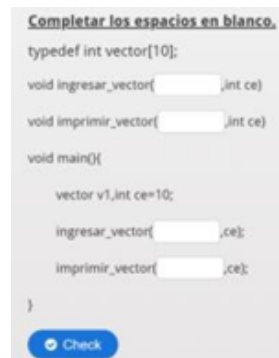 Completar los espacios en blanco.
typedef int vector[10];
void ingresar_vector( ,int ce)
void imprimir_vector( ,int ce)
void main(){
vector v1,int ce=10;
ingresar_vector( ,ce);
imprimir_vector( ,ce);
}
Check